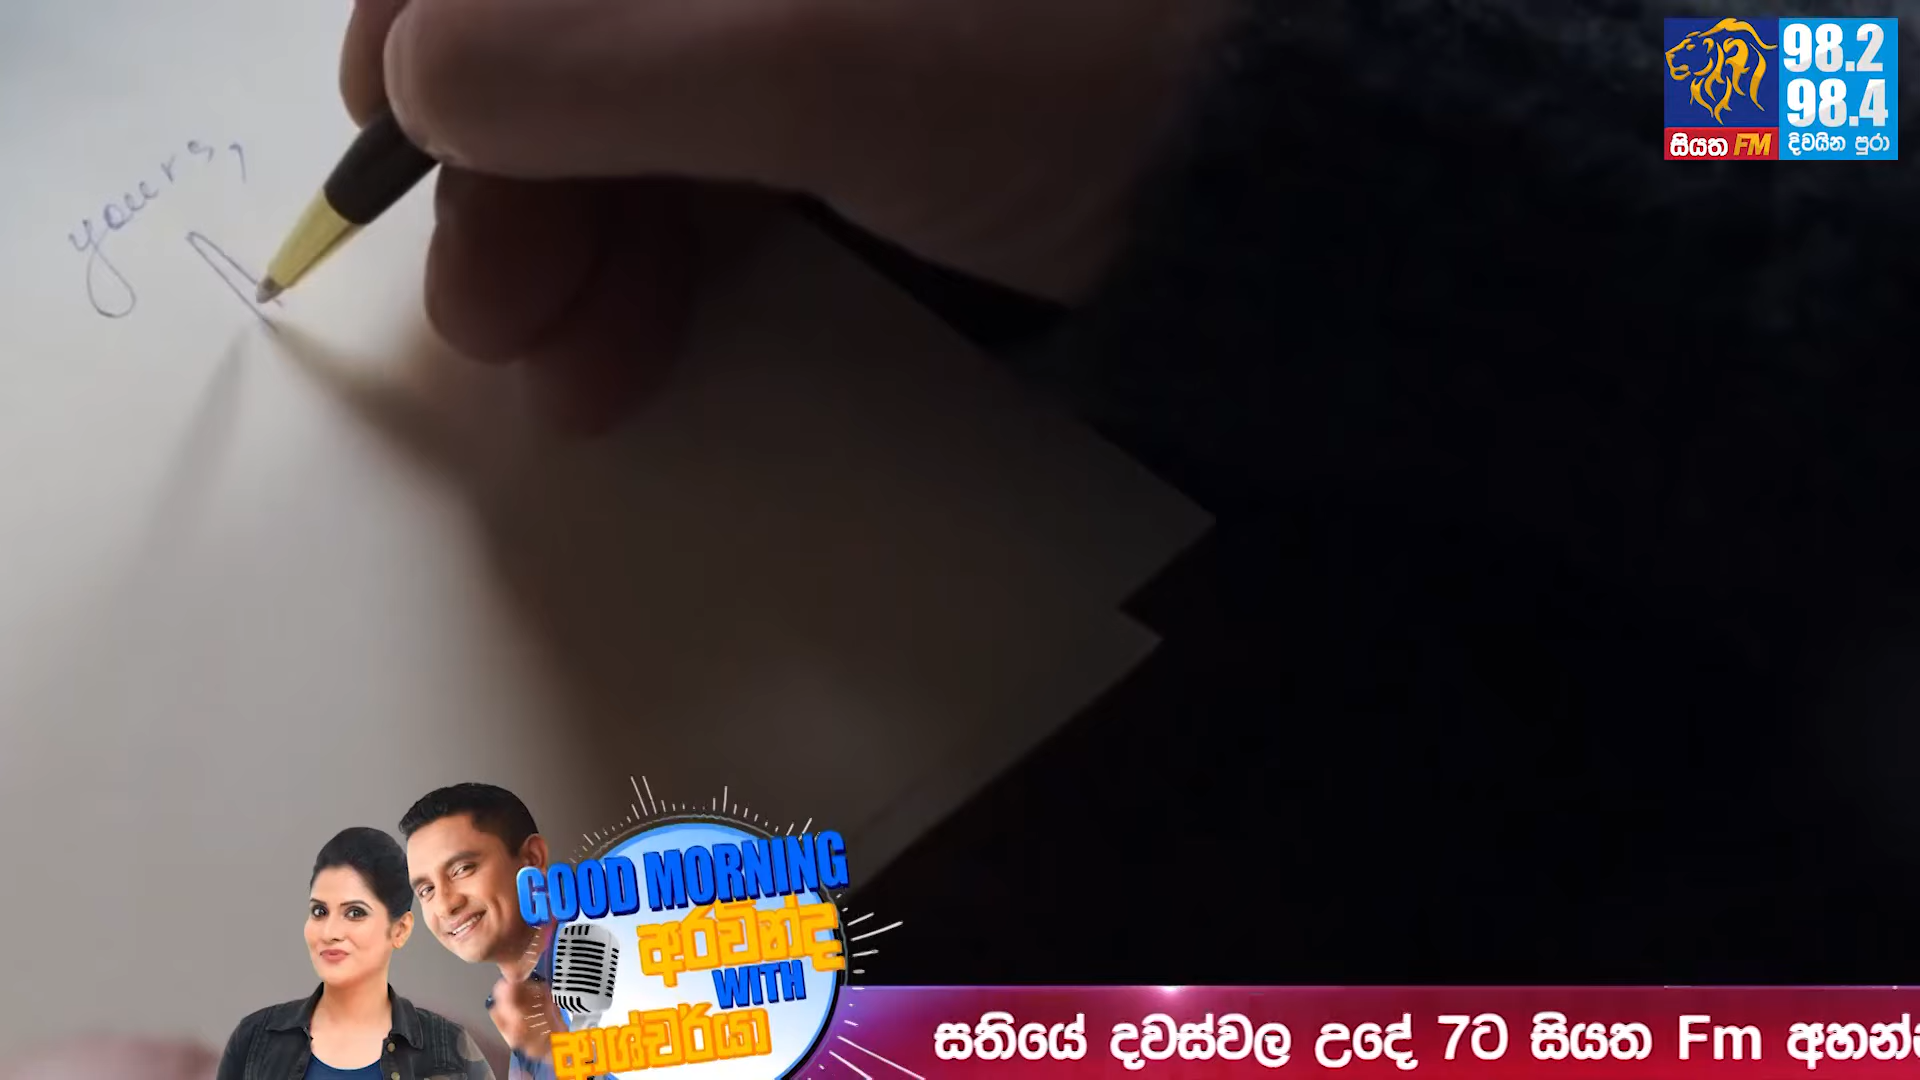 98.2
98.4
සියත FM
දිවයින පුරා
yours,
GOOD MORNING
අරවින්ද
WITH
ආශ්චර්යා
සතියේ දවස්වල උදේ 7ට සියත Fm අහන්